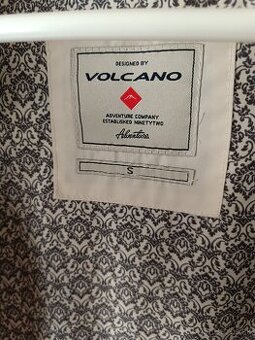 DESIGNED BY
VOLCANO
ADVENTURE COMPANY
ESTABLISHED NINETYTWO
Adventure
S